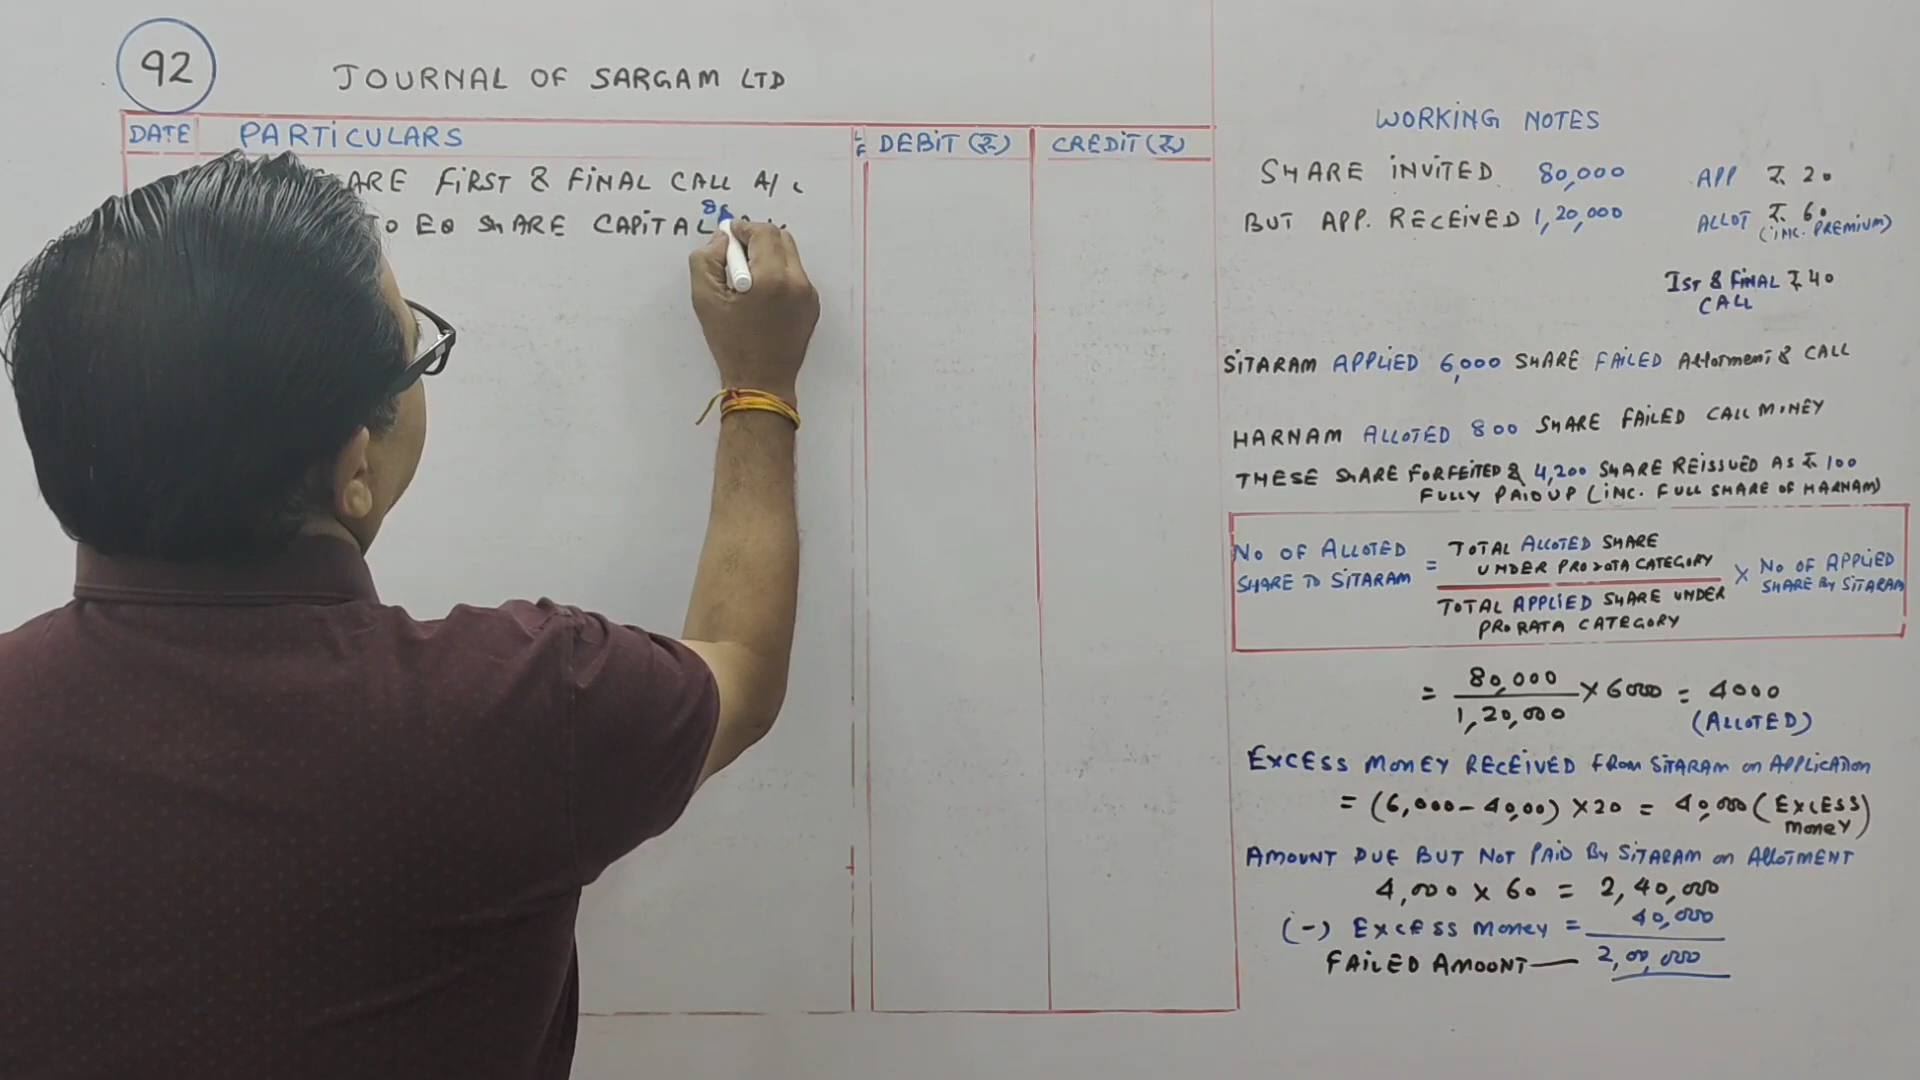 92
JOURNAL OF SARGAM LTD
DATE PARTICULARS LF DEBIT (₹) CREDIT (₹)
ARE FIRST & FINAL CALL A/C
O EQ SHARE CAPITAL
WORKING NOTES
SHARE INVITED 80,000 APP ₹ 20
BUT APP. RECEIVED 1,20,000 ALLOT ₹ 60
(INC. PREMIUM)
IST & FINAL ₹ 40
CALL
SITARAM APPLIED 6,000 SHARE FAILED Allotment & CALL
HARNAM ALLOTED 800 SHARE FAILED CALL MONEY
THESE SHARE FORFEITED & 4,200 SHARE REISSUED AS ₹ 100
FULLY PAID UP (INC. FULL SHARE OF HARNAM)
NO OF ALLOTED SHARE TO SITARAM = TOTAL ALLOTED SHARE UNDER PRORATA CATEGORY × NO OF APPLIED SHARE BY SITARAM
TOTAL APPLIED SHARE UNDER
PRORATA CATEGORY
= 80,000 × 6000 = 4000
1,20,000 (ALLOTED)
EXCESS MONEY RECEIVED FROM SITARAM on APPLICATION
= (6,000 - 40,00) × 20 = 40,000 (EXCESS MONEY)
AMOUNT DUE BUT NOT PAID BY SITARAM on ALLOTMENT
4,000 × 60 = 2,40,000
(-) EXCESS MONEY = 40,000
FAILED AMOUNT — 2,00,000